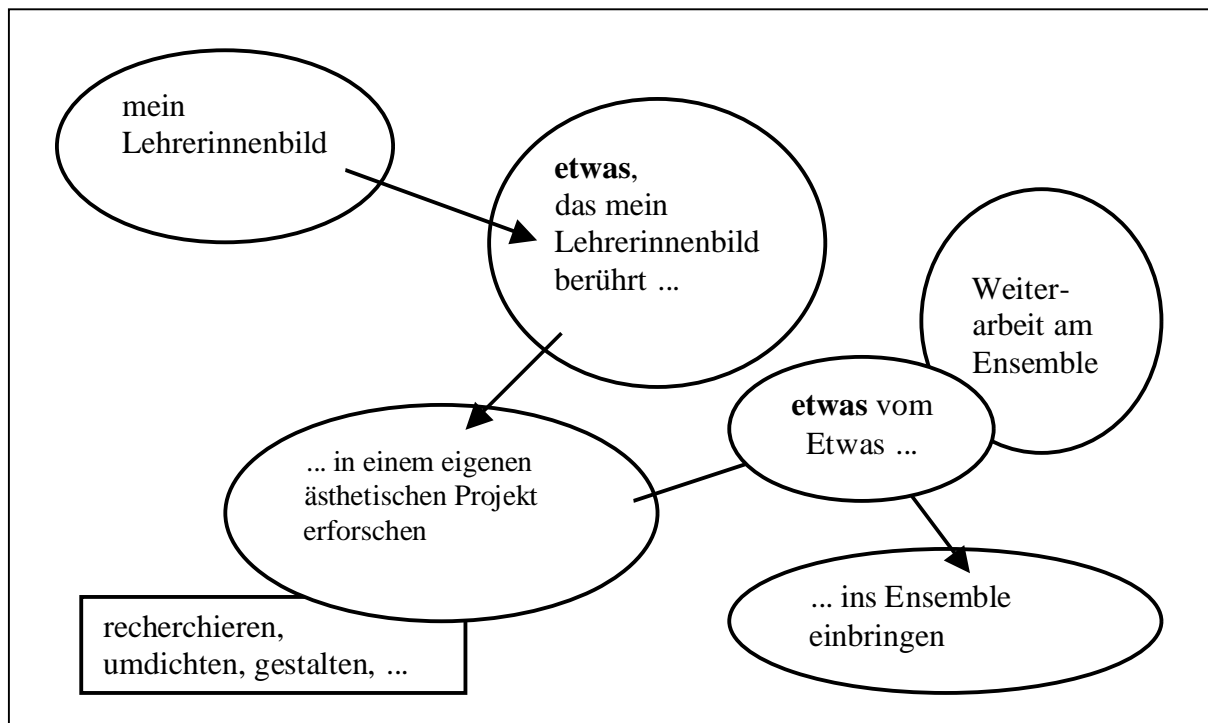 mein
Lehrerinnenbild
etwas,
das mein
Lehrerinnenbild
berührt ...
Weiter-
arbeit am
Ensemble
etwas vom
Etwas ...
... in einem eigenen
ästhetischen Projekt
erforschen
... ins Ensemble
einbringen
recherchieren,
umdichten, gestalten, ...